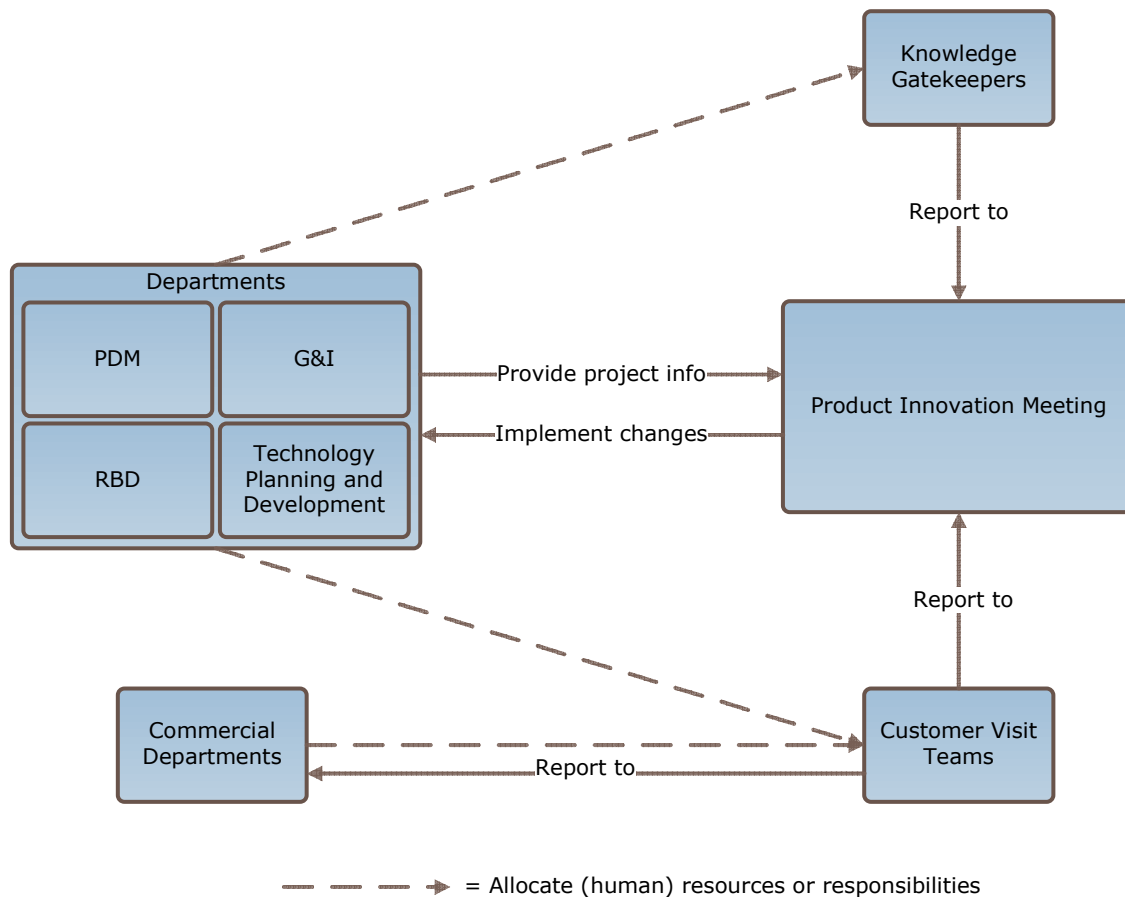 Knowledge
Gatekeepers
Report to
Departments
PDM
G&I
Provide project info
Product Innovation Meeting
Implement changes
RBD
Technology
Planning and
Development
Report to
Commercial
Departments
Customer Visit
Teams
Report to
= Allocate (human) resources or responsibilities